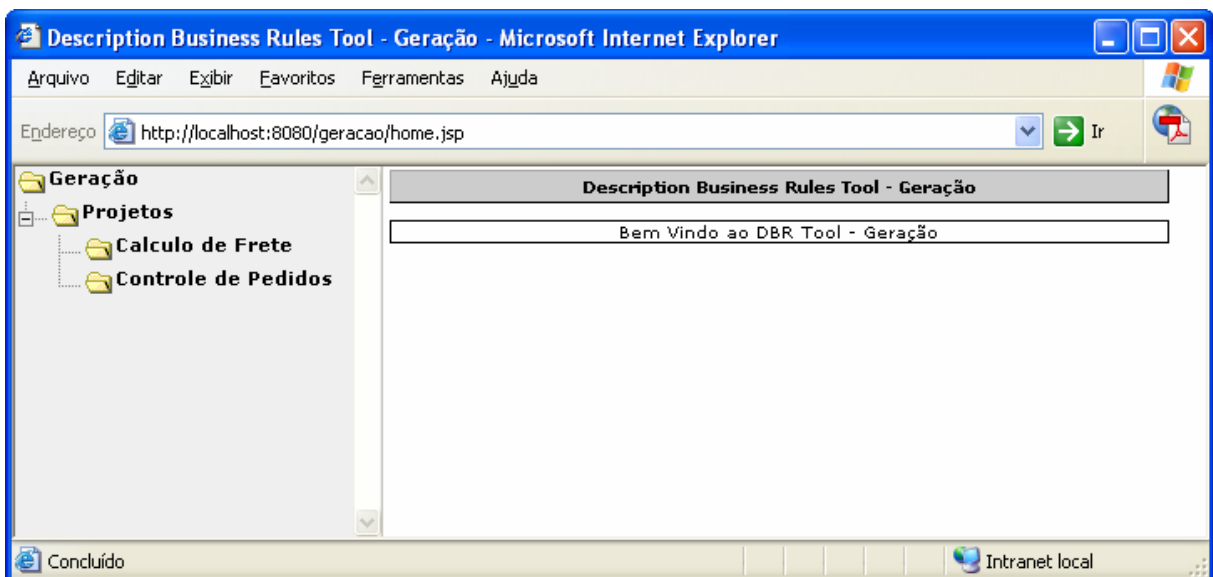 Description Business Rules Tool - Geração - Microsoft Internet Explorer
Arquivo Editar Exibir Favoritos Ferramentas Ajuda
Endereço http://localhost:8080/geracao/home.jsp Ir
Geração
Projetos
Calculo de Frete
Controle de Pedidos
Description Business Rules Tool - Geração
Bem Vindo ao DBR Tool - Geração
Concluído Intranet local